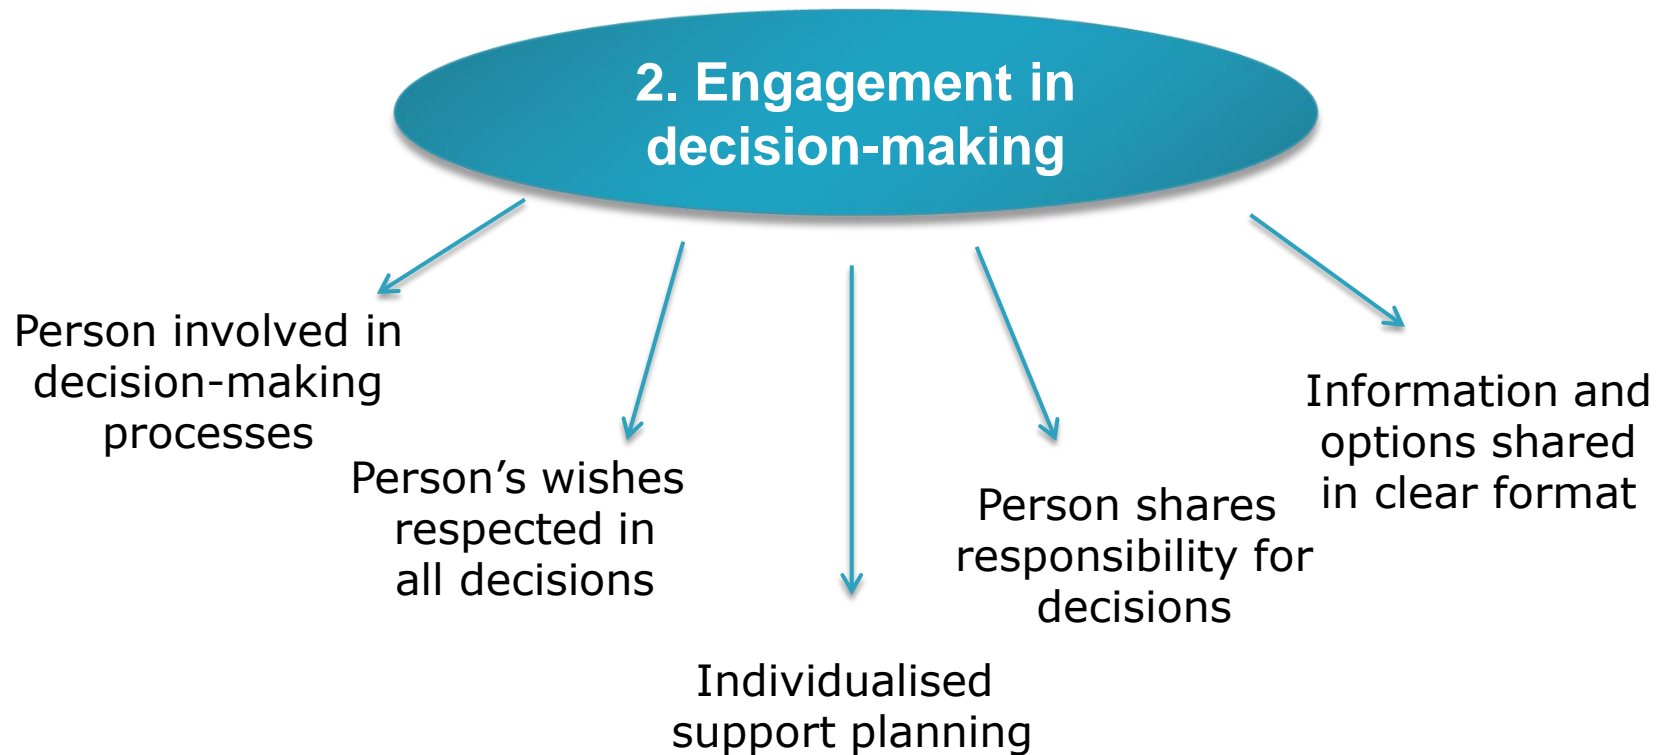 2. Engagement in
decision-making
Person involved in
decision-making
processes
Person’s wishes
respected in
all decisions
Individualised
support planning
Person shares
responsibility for
decisions
Information and
options shared
in clear format